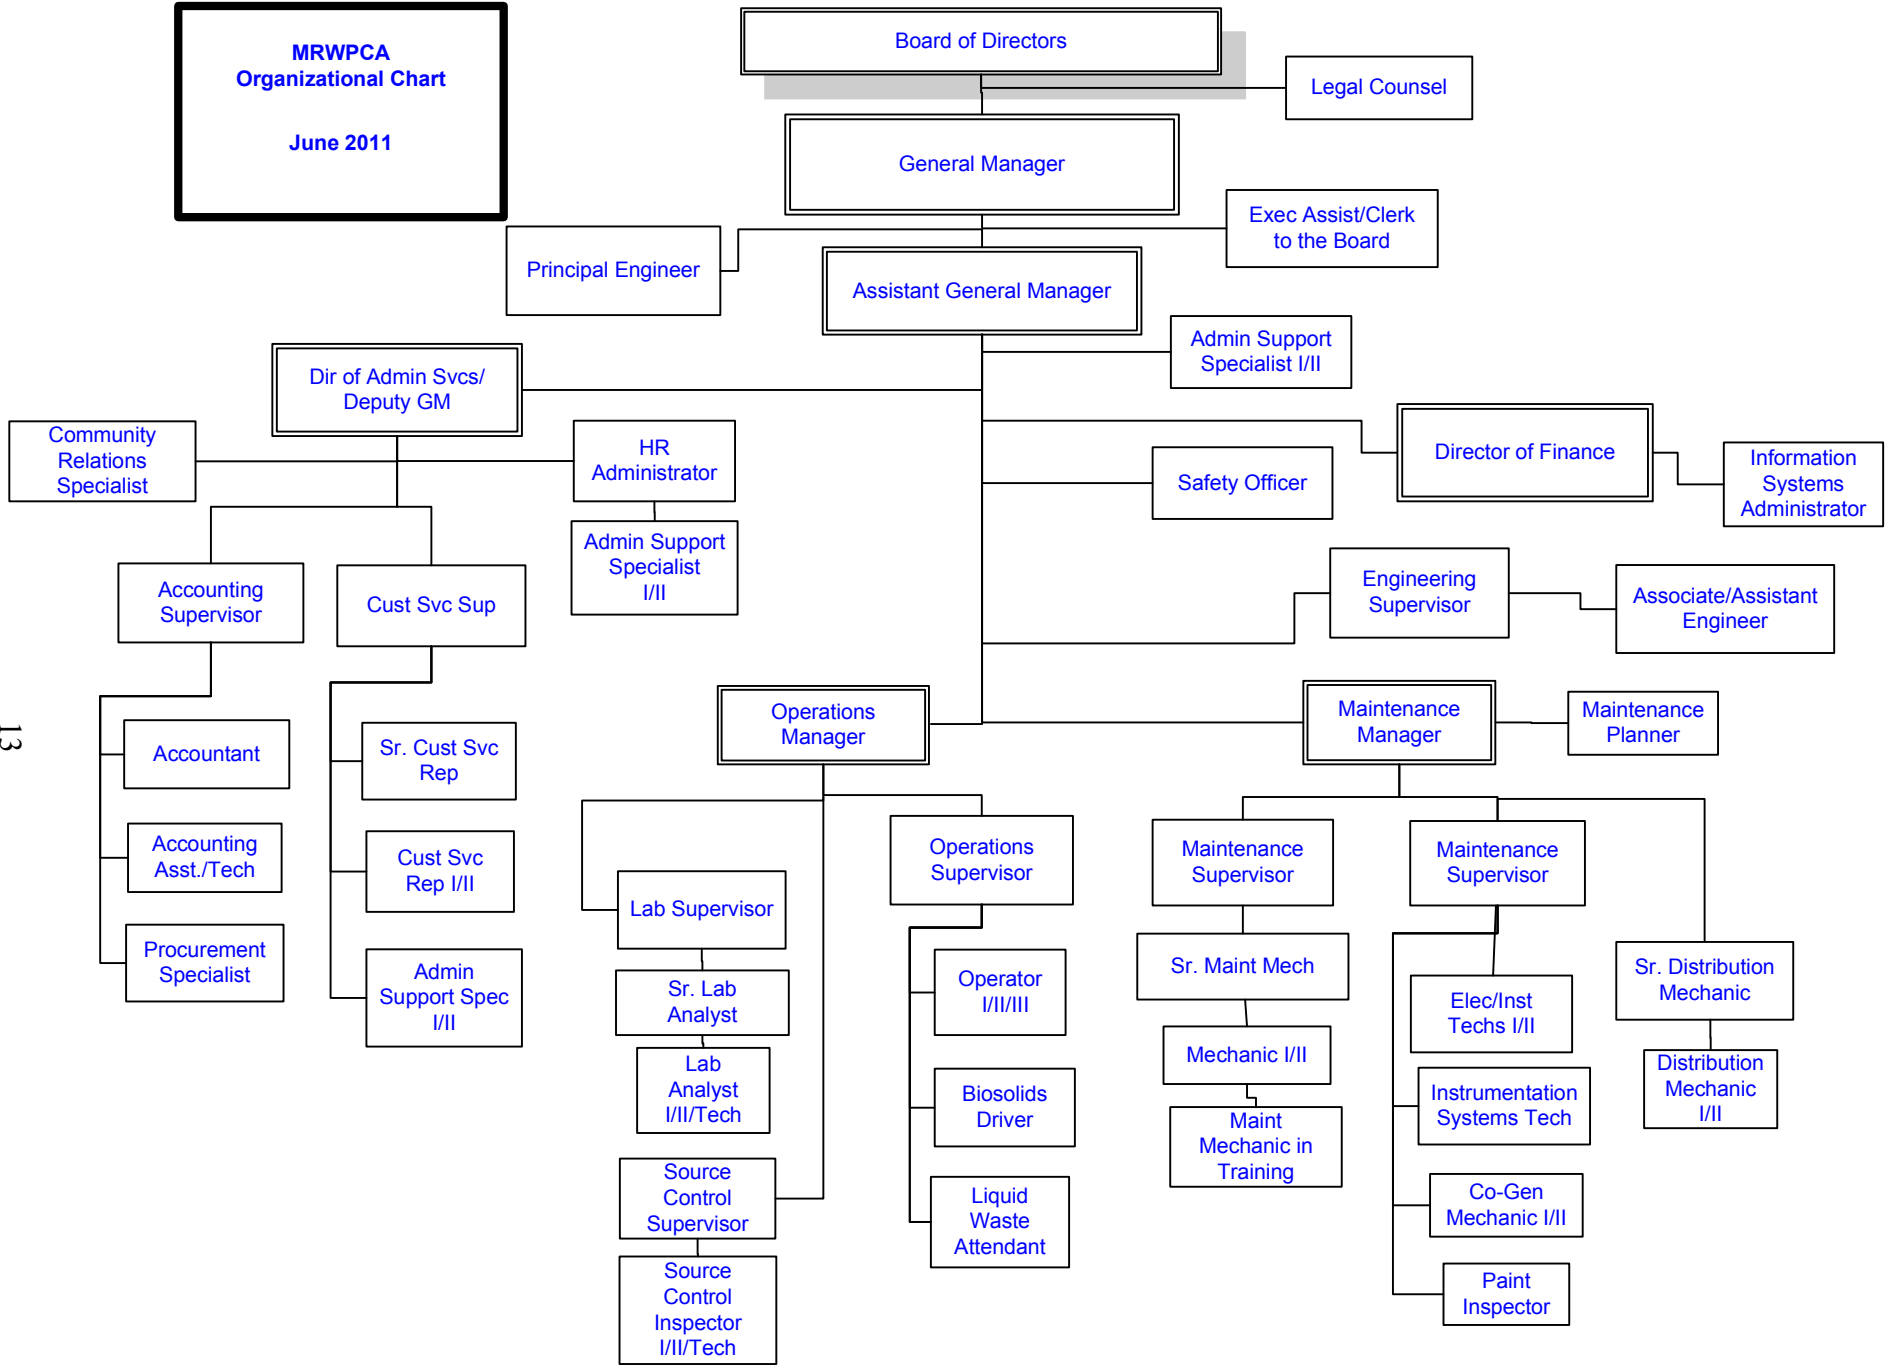 MRWPCA
Organizational Chart
June 2011
Board of Directors
Legal Counsel
General Manager
Exec Assist/Clerk
to the Board
Principal Engineer
Assistant General Manager
Admin Support
Specialist I/II
Dir of Admin Svcs/
Deputy GM
Director of Finance
Information
Systems
Administrator
Community
Relations
Specialist
HR
Administrator
Safety Officer
Admin Support
Specialist
I/II
Accounting
Supervisor
Cust Svc Sup
Engineering
Supervisor
Associate/Assistant
Engineer
Operations
Manager
Maintenance
Manager
Maintenance
Planner
Accountant
Accounting
Asst./Tech
Procurement
Specialist
Sr. Cust Svc
Rep
Cust Svc
Rep I/II
Admin
Support Spec
I/II
Lab Supervisor
Sr. Lab
Analyst
Lab
Analyst
I/II/Tech
Source
Control
Supervisor
Source
Control
Inspector
I/II/Tech
Operations
Supervisor
Operator
I/II/III
Biosolids
Driver
Liquid
Waste
Attendant
Maintenance
Supervisor
Sr. Maint Mech
Mechanic I/II
Maint
Mechanic in
Training
Maintenance
Supervisor
Elec/Inst
Techs I/II
Instrumentation
Systems Tech
Co-Gen
Mechanic I/II
Paint
Inspector
Sr. Distribution
Mechanic
Distribution
Mechanic
I/II
13